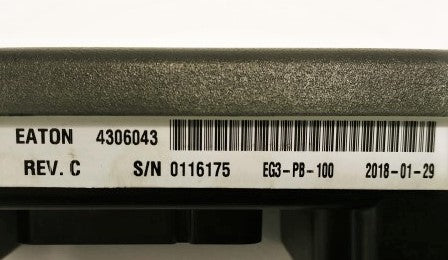 EATON 4306043
REV. C S/N 0116175 EG3-PB-100 2018-01-29